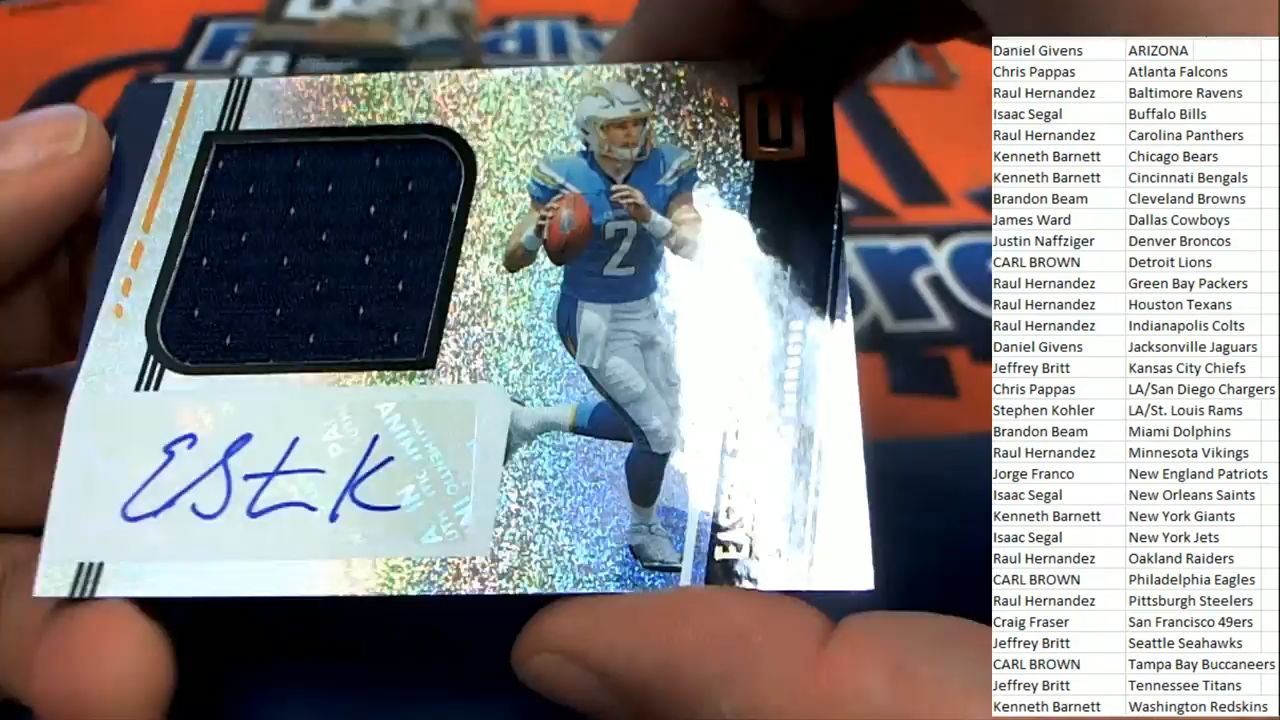 U
2
EStk
Daniel Givens ARIZONA
Chris Pappas Atlanta Falcons
Raul Hernandez Baltimore Ravens
Isaac Segal Buffalo Bills
Raul Hernandez Carolina Panthers
Kenneth Barnett Chicago Bears
Kenneth Barnett Cincinnati Bengals
Brandon Beam Cleveland Browns
James Ward Dallas Cowboys
Justin Naffziger Denver Broncos
CARL BROWN Detroit Lions
Raul Hernandez Green Bay Packers
Raul Hernandez Houston Texans
Raul Hernandez Indianapolis Colts
Daniel Givens Jacksonville Jaguars
Jeffrey Britt Kansas City Chiefs
Chris Pappas LA/San Diego Chargers
Stephen Kohler LA/St. Louis Rams
Brandon Beam Miami Dolphins
Raul Hernandez Minnesota Vikings
Jorge Franco New England Patriots
Isaac Segal New Orleans Saints
Kenneth Barnett New York Giants
Isaac Segal New York Jets
Raul Hernandez Oakland Raiders
CARL BROWN Philadelphia Eagles
Raul Hernandez Pittsburgh Steelers
Craig Fraser San Francisco 49ers
Jeffrey Britt Seattle Seahawks
CARL BROWN Tampa Bay Buccaneers
Jeffrey Britt Tennessee Titans
Kenneth Barnett Washington Redskins